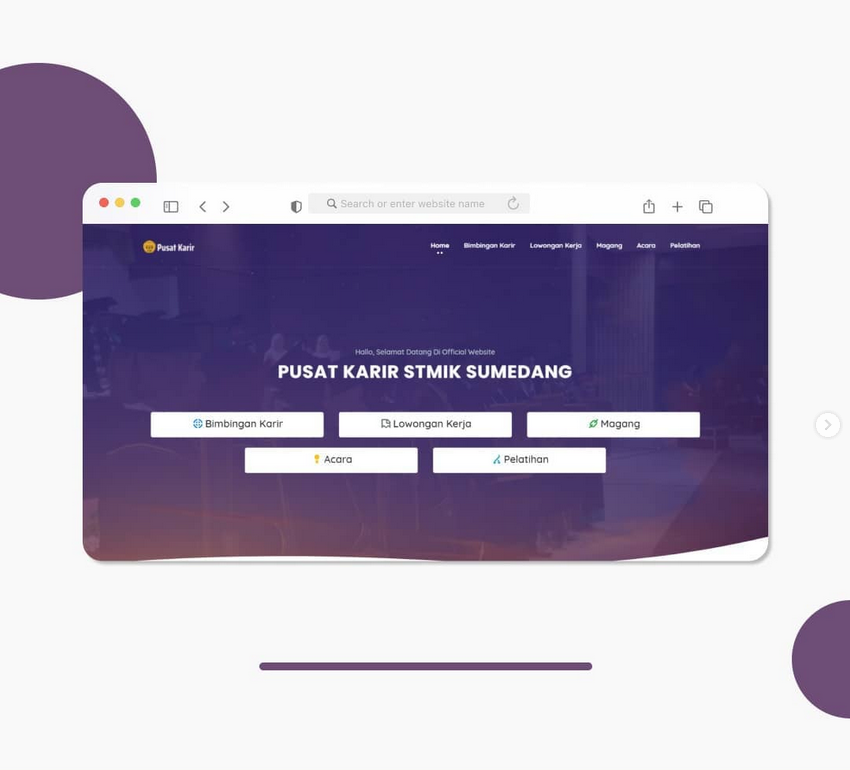 Search or enter website name
Pusat Karir
Home Bimbingan Karir Lowongan Kerja Magang Acara Pelatihan
Hallo, Selamat Datang Di Official Website
PUSAT KARIR STMIK SUMEDANG
Bimbingan Karir Lowongan Kerja Magang
Acara Pelatihan